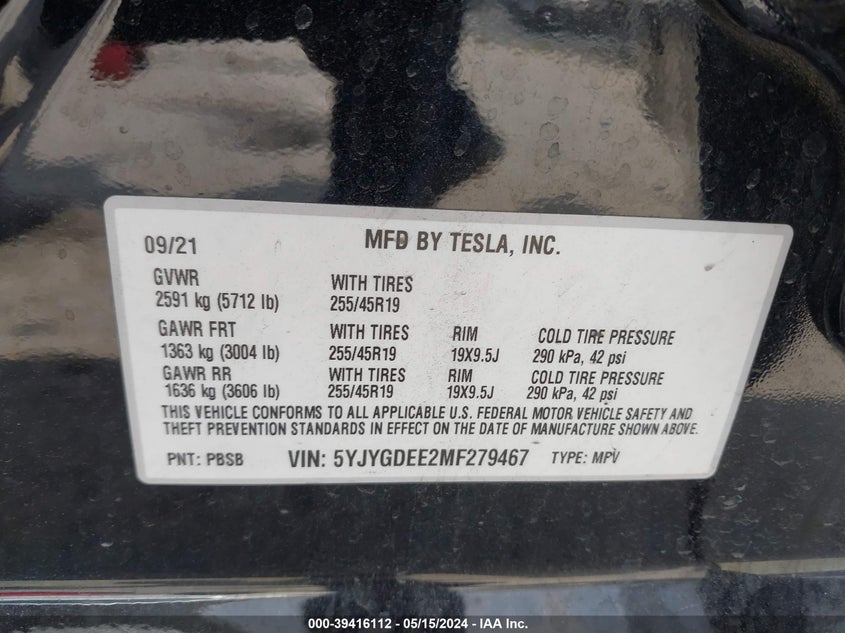 09/21 MFD BY TESLA, INC.
GVWR WITH TIRES
2591 kg (5712 lb) 255/45R19
GAWR FRT WITH TIRES RIM COLD TIRE PRESSURE
1363 kg (3004 lb) 255/45R19 19X9.5J 290 kPa, 42 psi
GAWR RR WITH TIRES RIM COLD TIRE PRESSURE
1636 kg (3606 lb) 255/45R19 19X9.5J 290 kPa, 42 psi
THIS VEHICLE CONFORMS TO ALL APPLICABLE U.S. FEDERAL MOTOR VEHICLE SAFETY AND
THEFT PREVENTION STANDARDS IN EFFECT ON THE DATE OF MANUFACTURE SHOWN ABOVE.
PNT: PBSB VIN: 5YJYGDEE2MF279467 TYPE: MPV
000-39416112 - 05/15/2024 - IAA Inc.